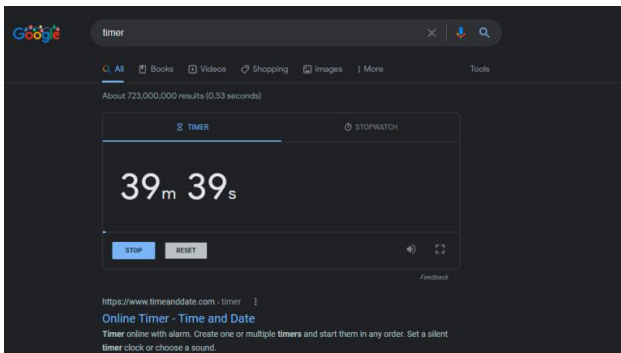 Google
timer
All Books Videos Shopping Images More Tools
About 723,000,000 results (0.53 seconds)
TIMER STOPWATCH
39m 39s
STOP RESET
Feedback
https://www.timeanddate.com › timer
Online Timer - Time and Date
Timer online with alarm. Create one or multiple timers and start them in any order. Set a silent
timer clock or choose a sound.